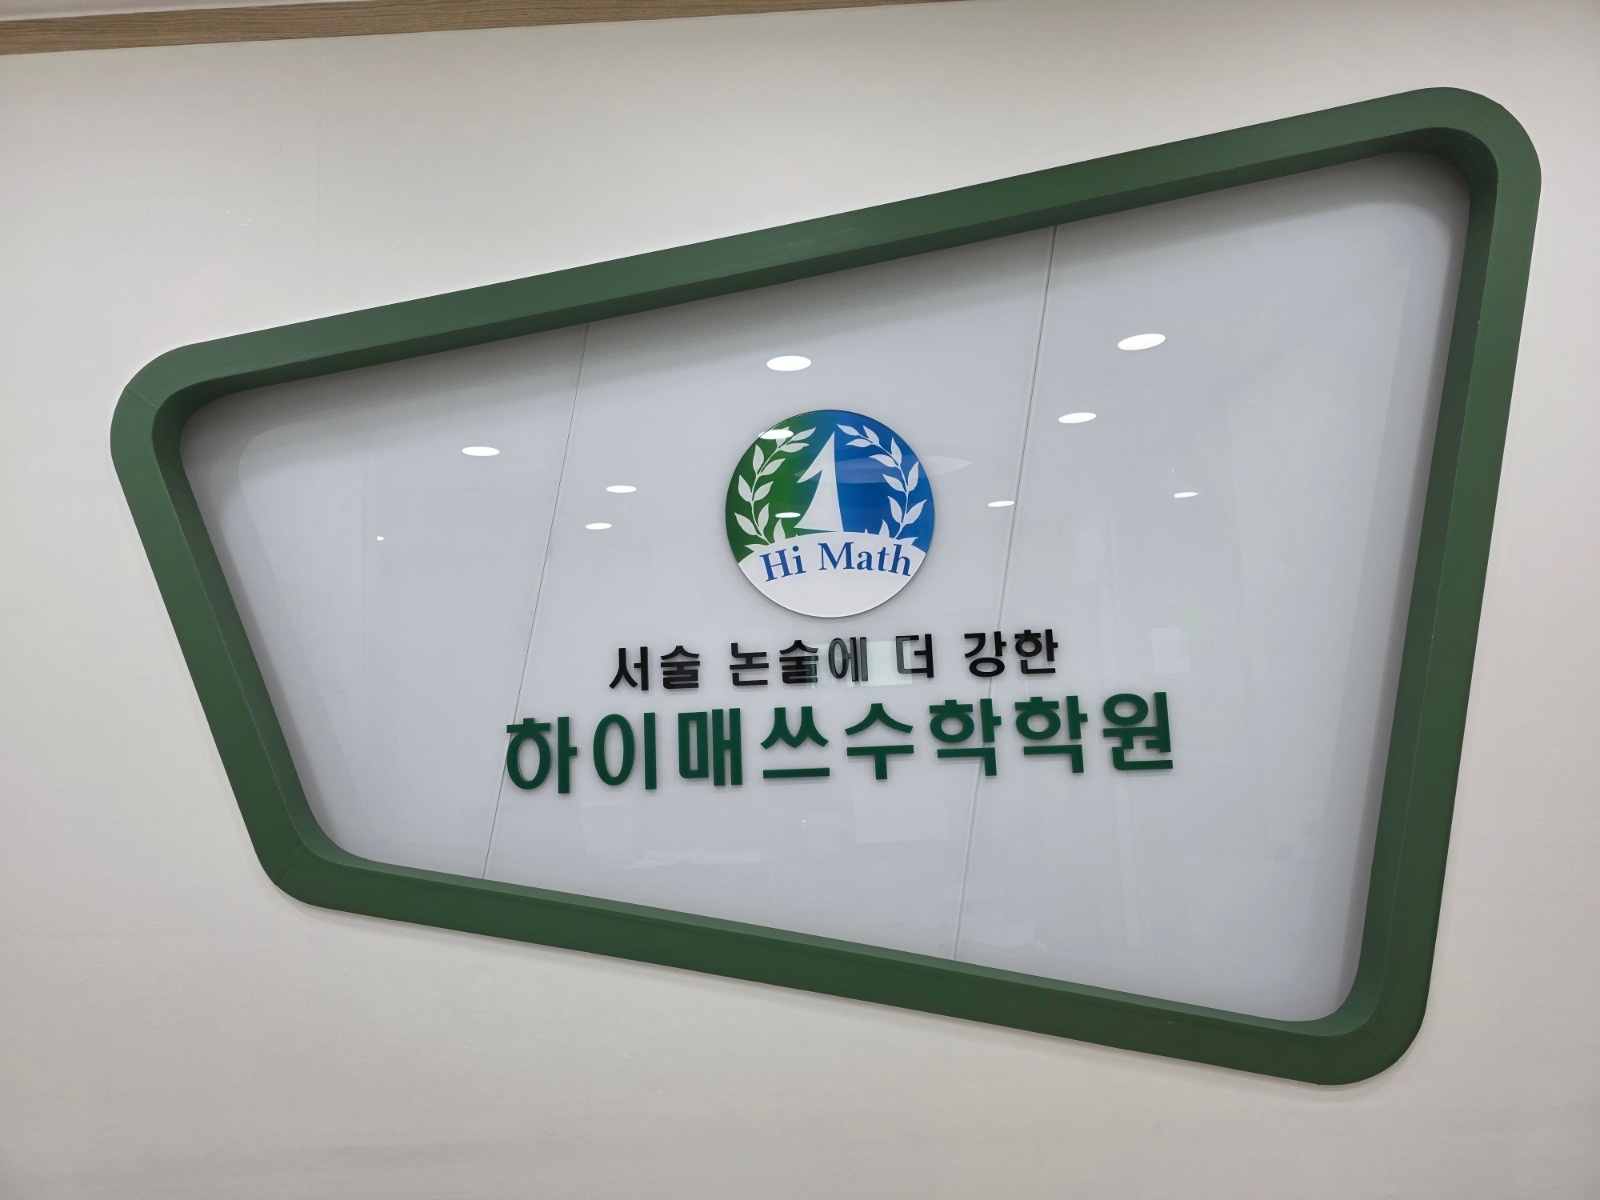 Hi Math
서술 논술에 더 강한
하이매쓰수학학원